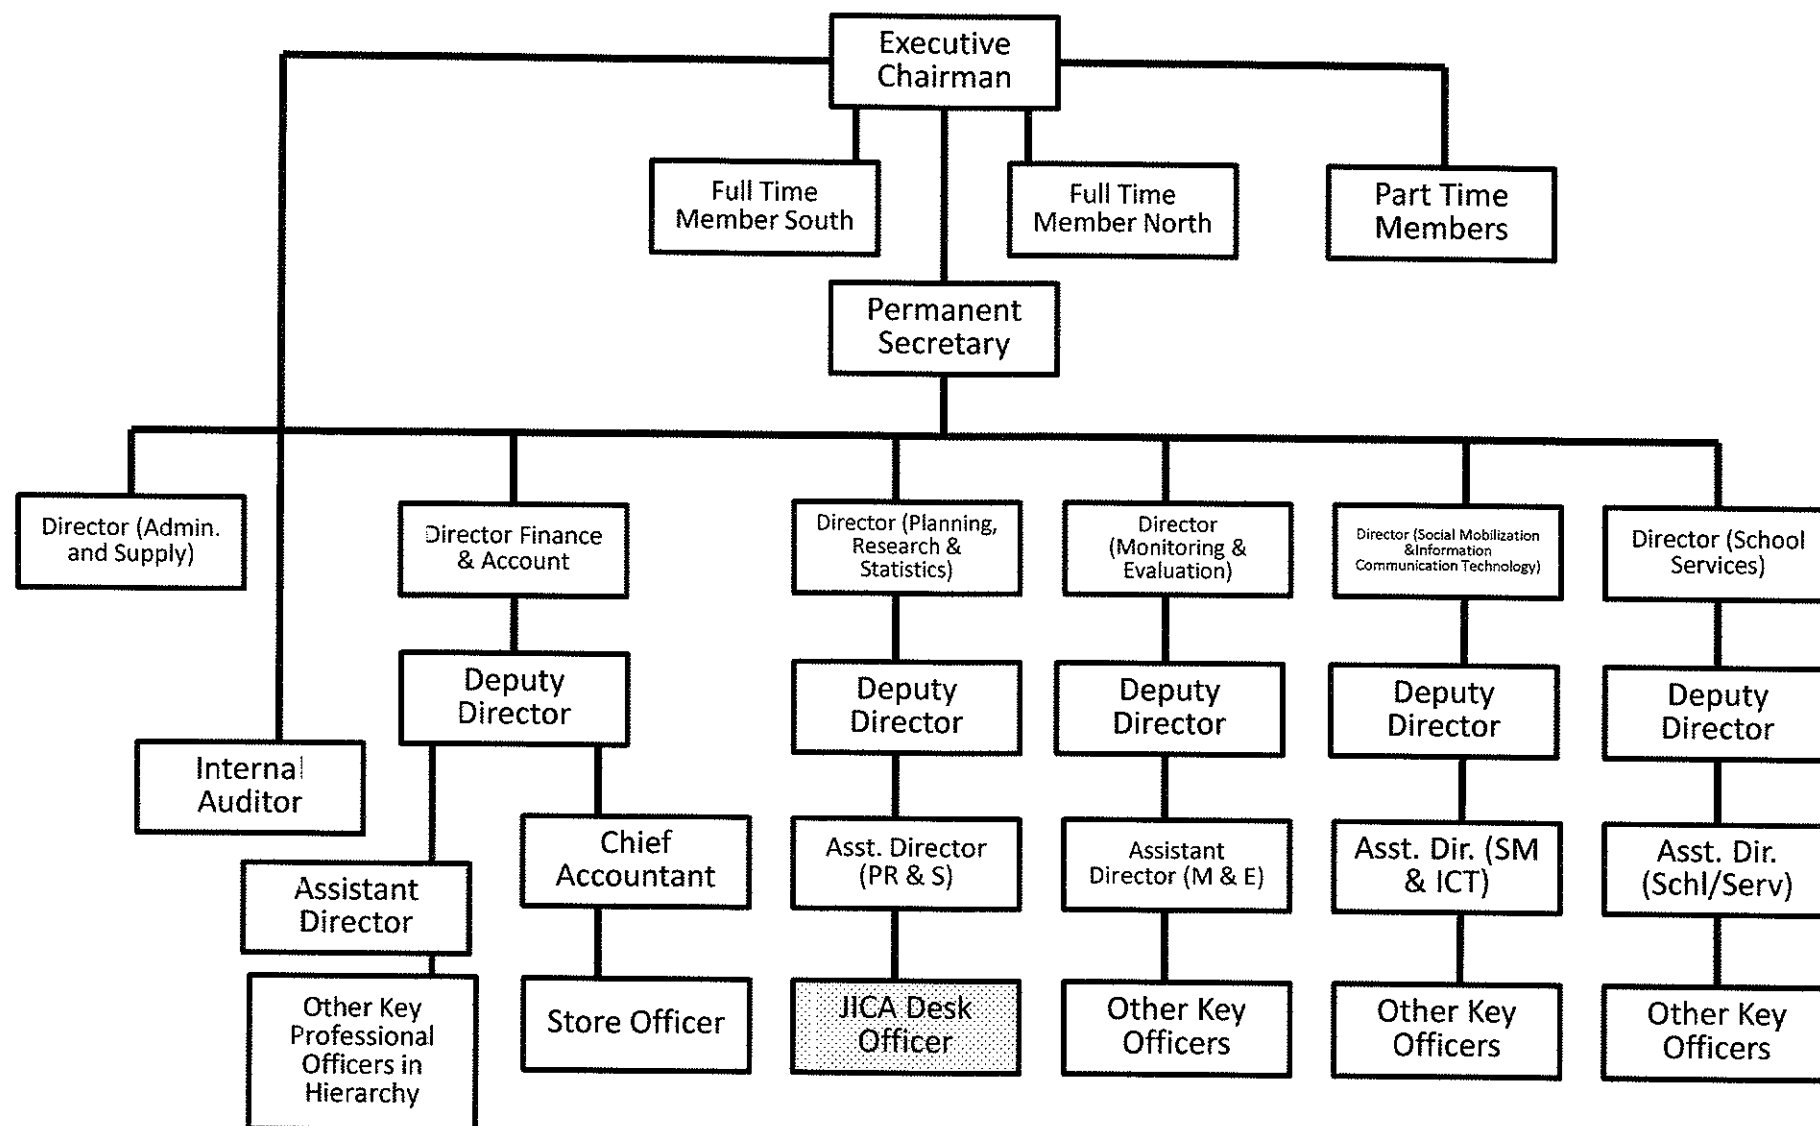 Executive
Chairman
Full Time
Member South
Full Time
Member North
Part Time
Members
Permanent
Secretary
Director (Admin.
and Supply)
Director Finance
& Account
Director (Planning,
Research &
Statistics)
Director
(Monitoring &
Evaluation)
Director (Social Mobilization
&Information
Communication Technology)
Director (School
Services)
Deputy
Director
Deputy
Director
Deputy
Director
Deputy
Director
Deputy
Director
Internal
Auditor
Chief
Accountant
Asst. Director
(PR & S)
Assistant
Director (M & E)
Asst. Dir. (SM
& ICT)
Asst. Dir.
(Schl/Serv)
Assistant
Director
Other Key
Professional
Officers in
Hierarchy
Store Officer
JICA Desk
Officer
Other Key
Officers
Other Key
Officers
Other Key
Officers